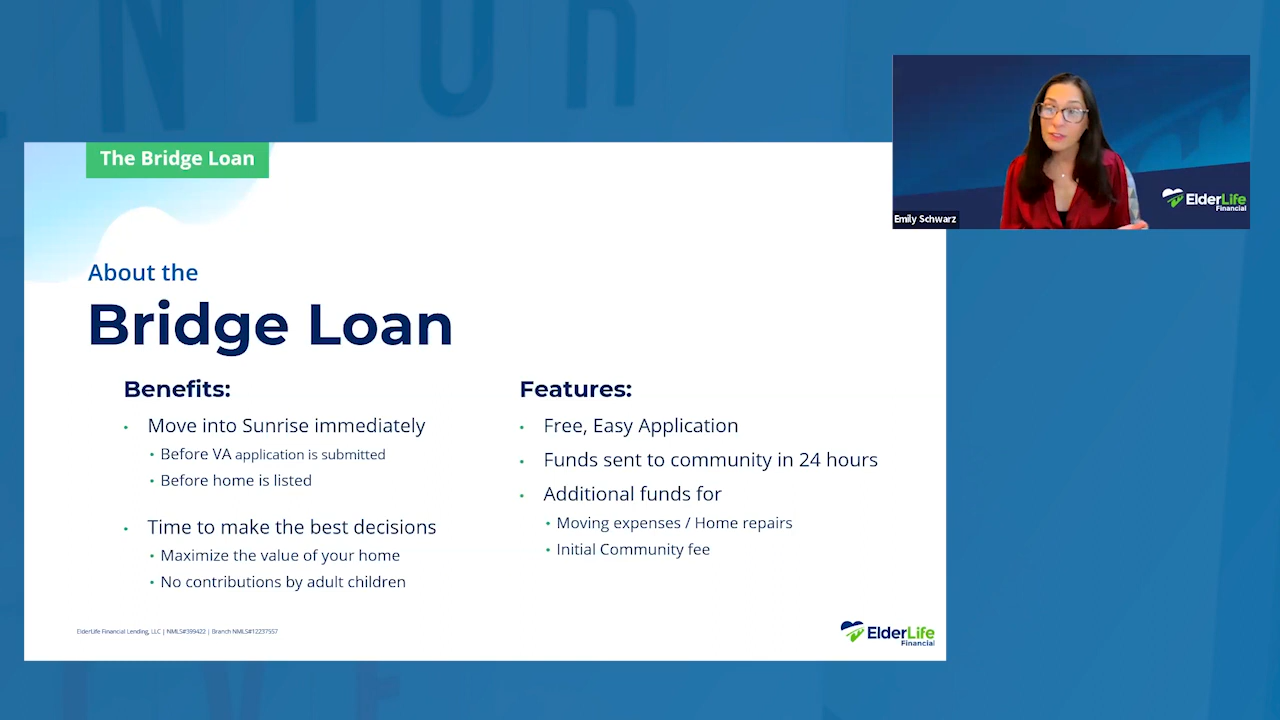 The Bridge Loan
About the
Bridge Loan
Benefits:
• Move into Sunrise immediately
• Before VA application is submitted
• Before home is listed
• Time to make the best decisions
• Maximize the value of your home
• No contributions by adult children
Features:
• Free, Easy Application
• Funds sent to community in 24 hours
• Additional funds for
• Moving expenses / Home repairs
• Initial Community fee
ElderLife Financial Lending, LLC | NMLS#399422 | Branch NMLS#12237557
ElderLife
Financial
Emily Schwarz
ElderLife
Financial